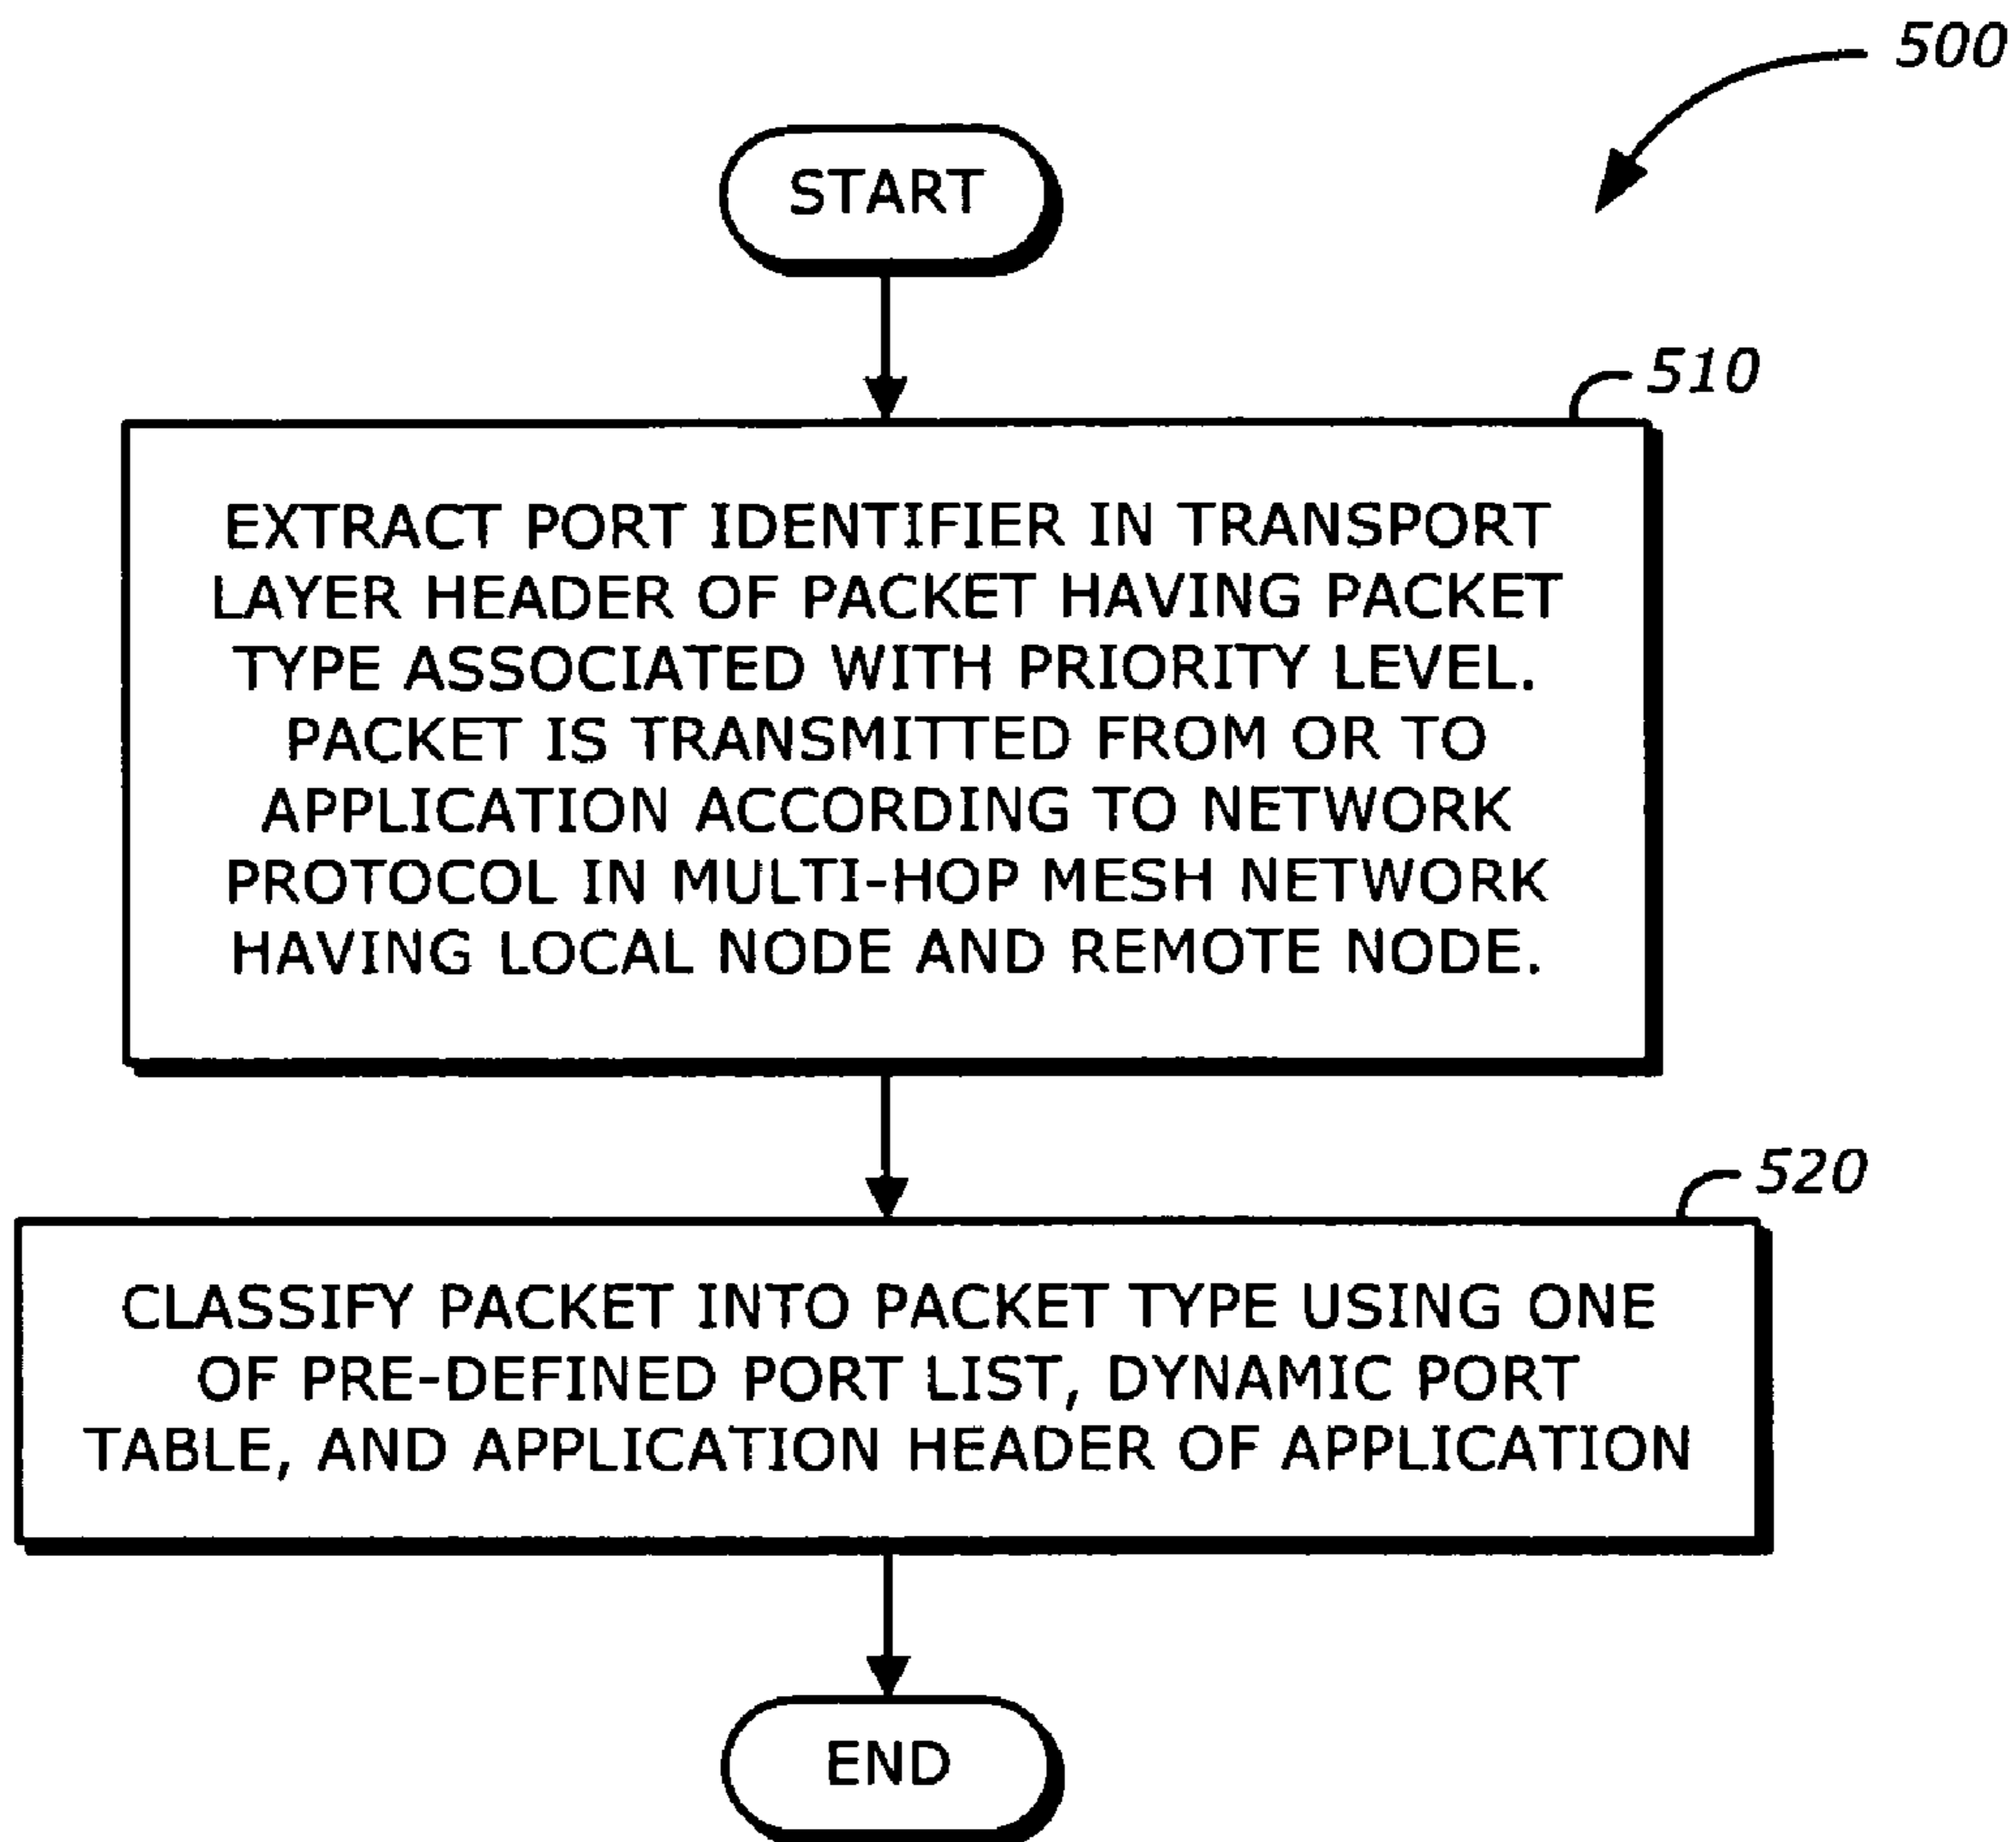 500
START
510
EXTRACT PORT IDENTIFIER IN TRANSPORT
LAYER HEADER OF PACKET HAVING PACKET
TYPE ASSOCIATED WITH PRIORITY LEVEL.
PACKET IS TRANSMITTED FROM OR TO
APPLICATION ACCORDING TO NETWORK
PROTOCOL IN MULTI-HOP MESH NETWORK
HAVING LOCAL NODE AND REMOTE NODE.
520
CLASSIFY PACKET INTO PACKET TYPE USING ONE
OF PRE-DEFINED PORT LIST, DYNAMIC PORT
TABLE, AND APPLICATION HEADER OF APPLICATION
END